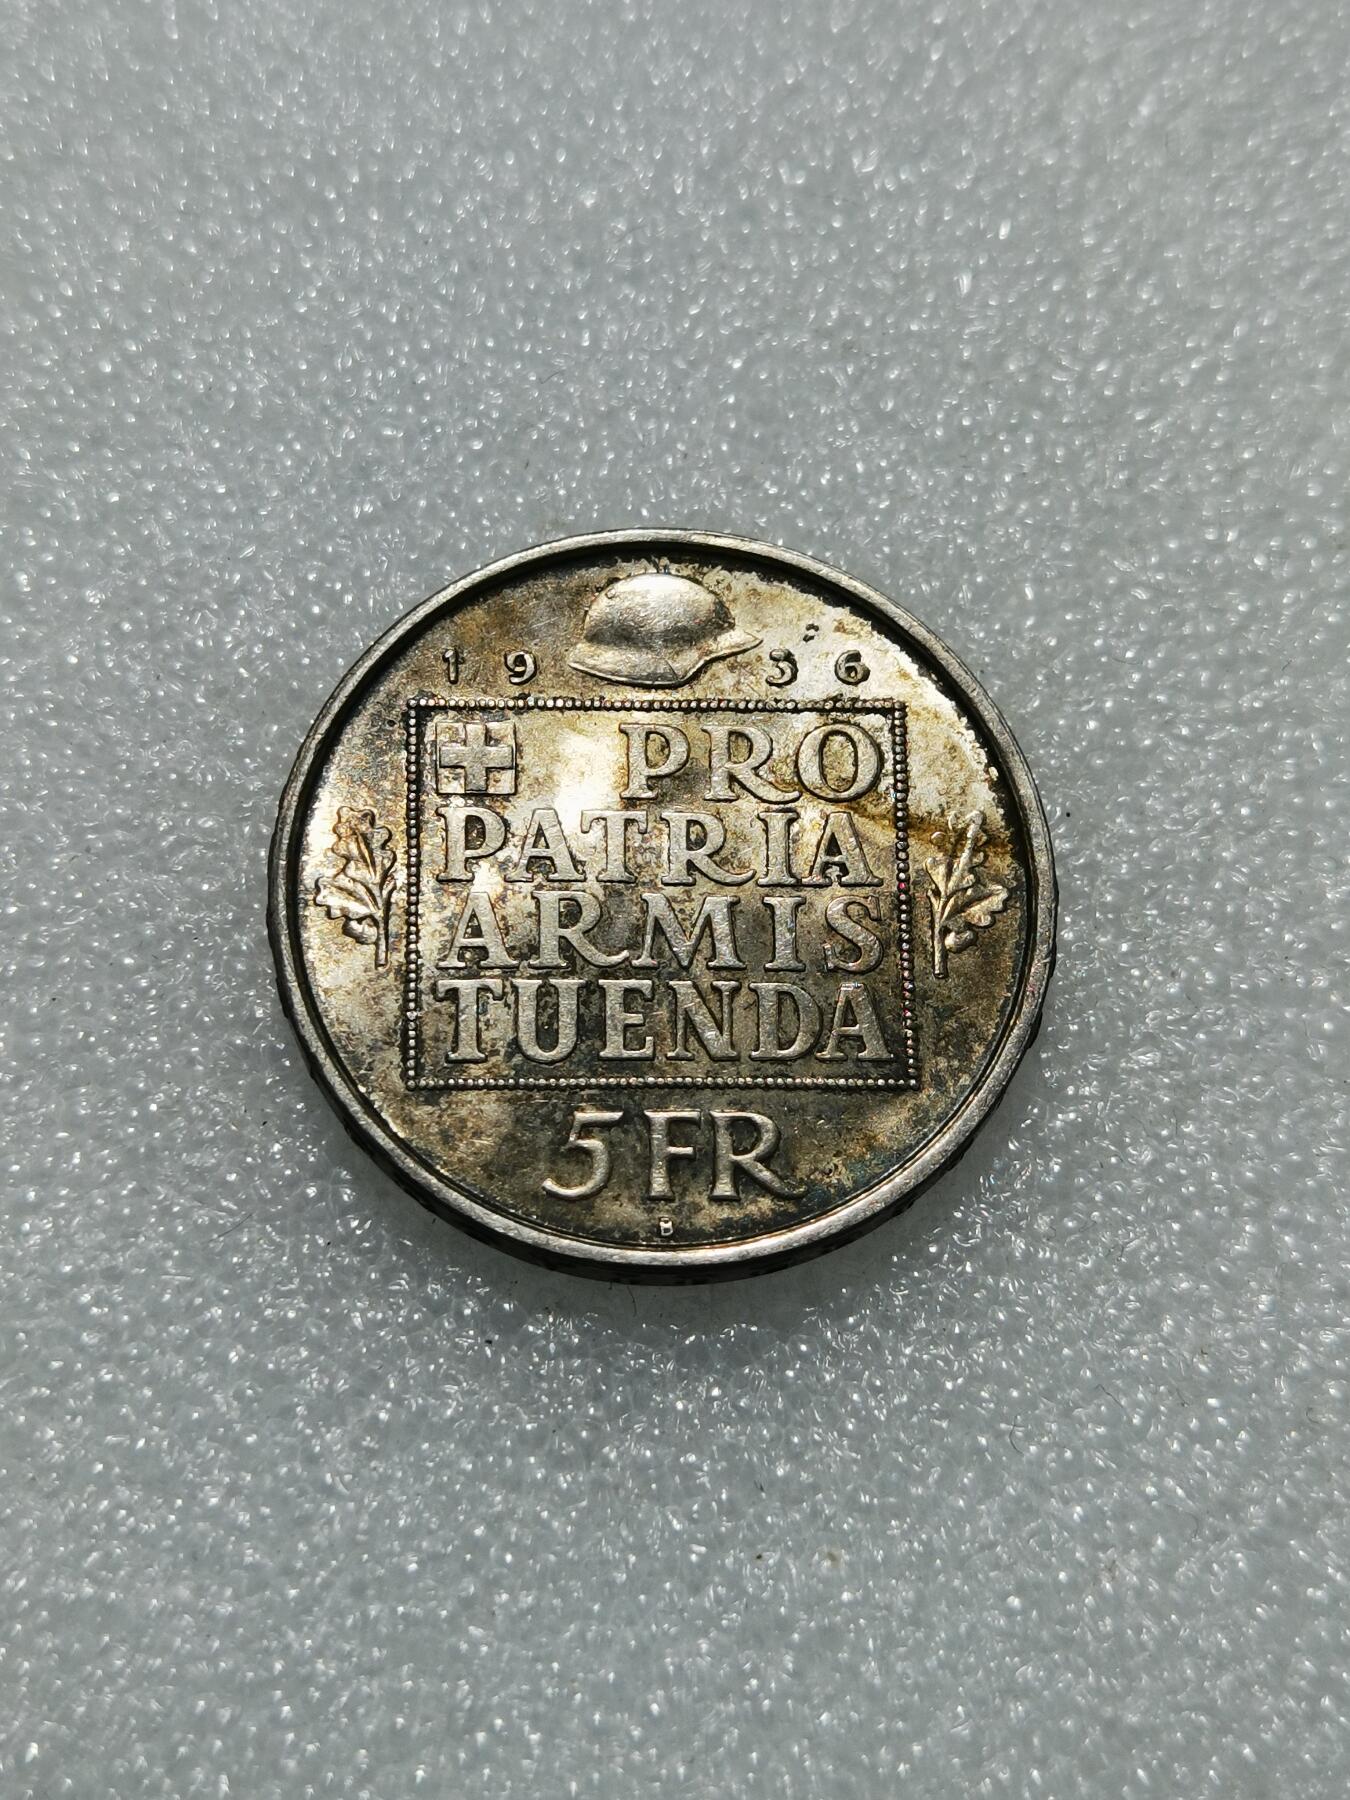 1936
PRO
PATRIA
ARMIS
TUENDA
5 FR
B